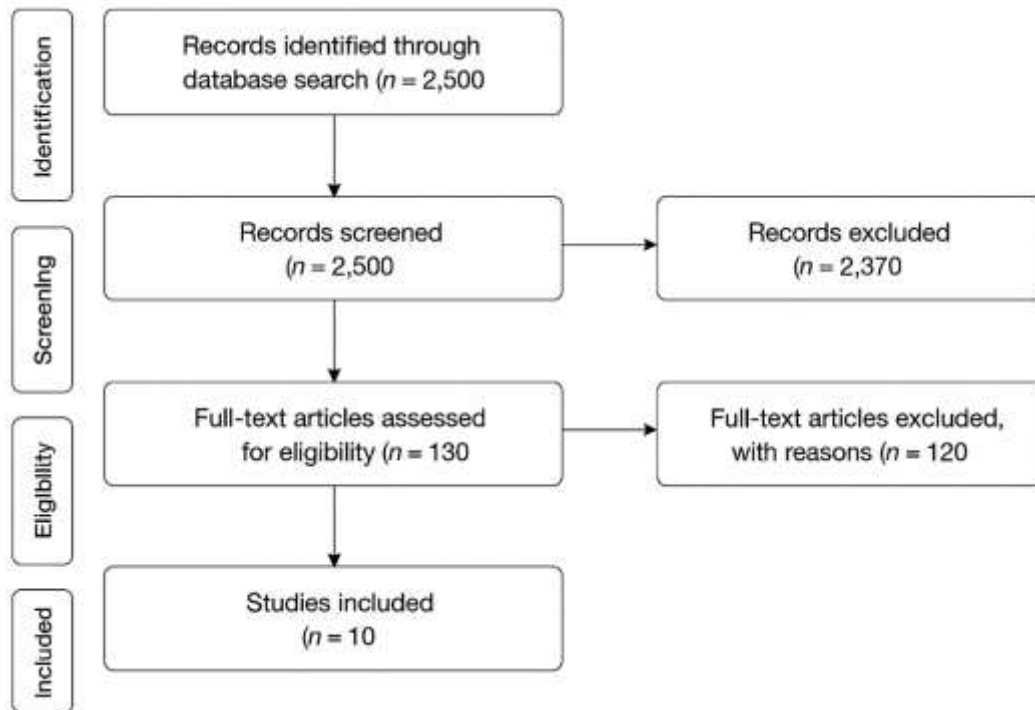 Identification
Records identified through
database search (n = 2,500
Screening
Records screened
(n = 2,500
Records excluded
(n = 2,370
Eligibility
Full-text articles assessed
for eligibility (n = 130
Full-text articles excluded,
with reasons (n = 120
Included
Studies included
(n = 10